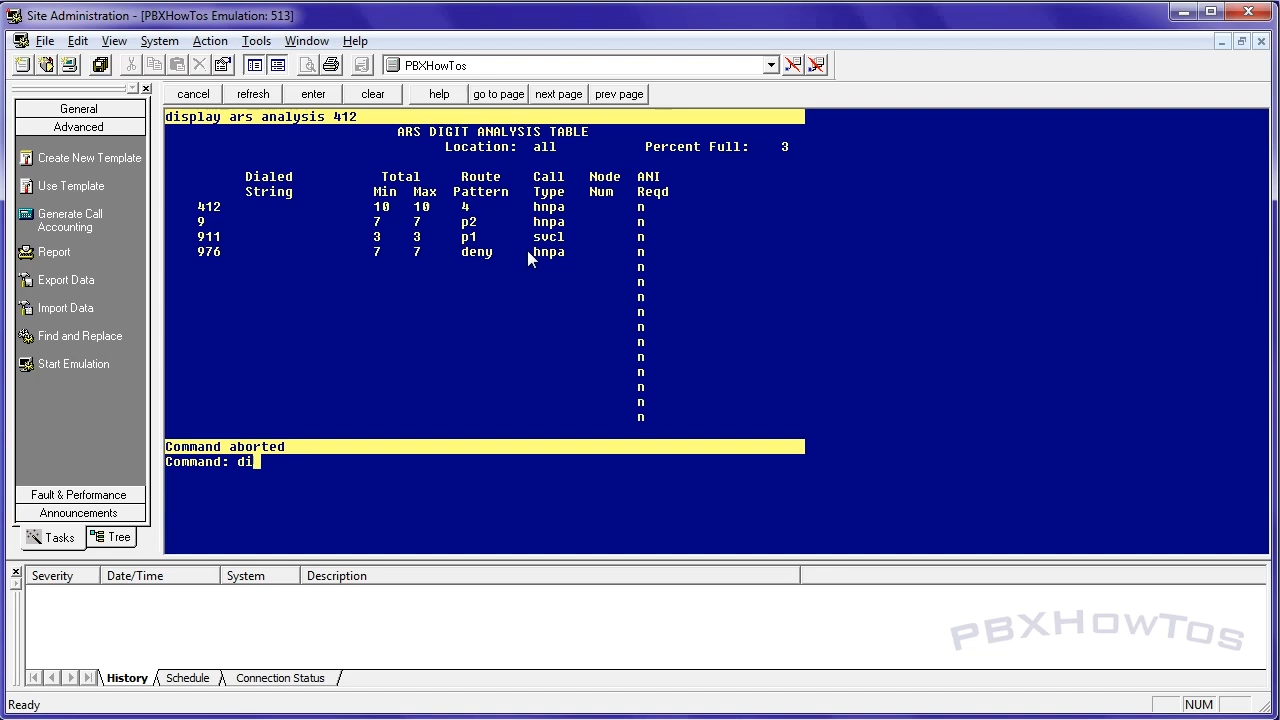 Site Administration - [PBXHowTos Emulation: 513]
File Edit View System Action Tools Window Help
PBXHowTos
cancel refresh enter clear help go to page next page prev page
General
Advanced
Create New Template
Use Template
Generate Call
Accounting
Report
Export Data
Import Data
Find and Replace
Start Emulation
Fault & Performance
Announcements
Tasks Tree
display ars analysis 412
ARS DIGIT ANALYSIS TABLE
Location: all Percent Full: 3
Dialed Total Route Call Node ANI
String Min Max Pattern Type Num Reqd
412 10 10 4 hnpa n
9 7 7 p2 hnpa n
911 3 3 p1 svcl n
976 7 7 deny hnpa n
n
n
n
n
n
n
n
n
n
n
n
Command aborted
Command: di
Severity Date/Time System Description
PBXHowTos
History Schedule Connection Status
Ready NUM